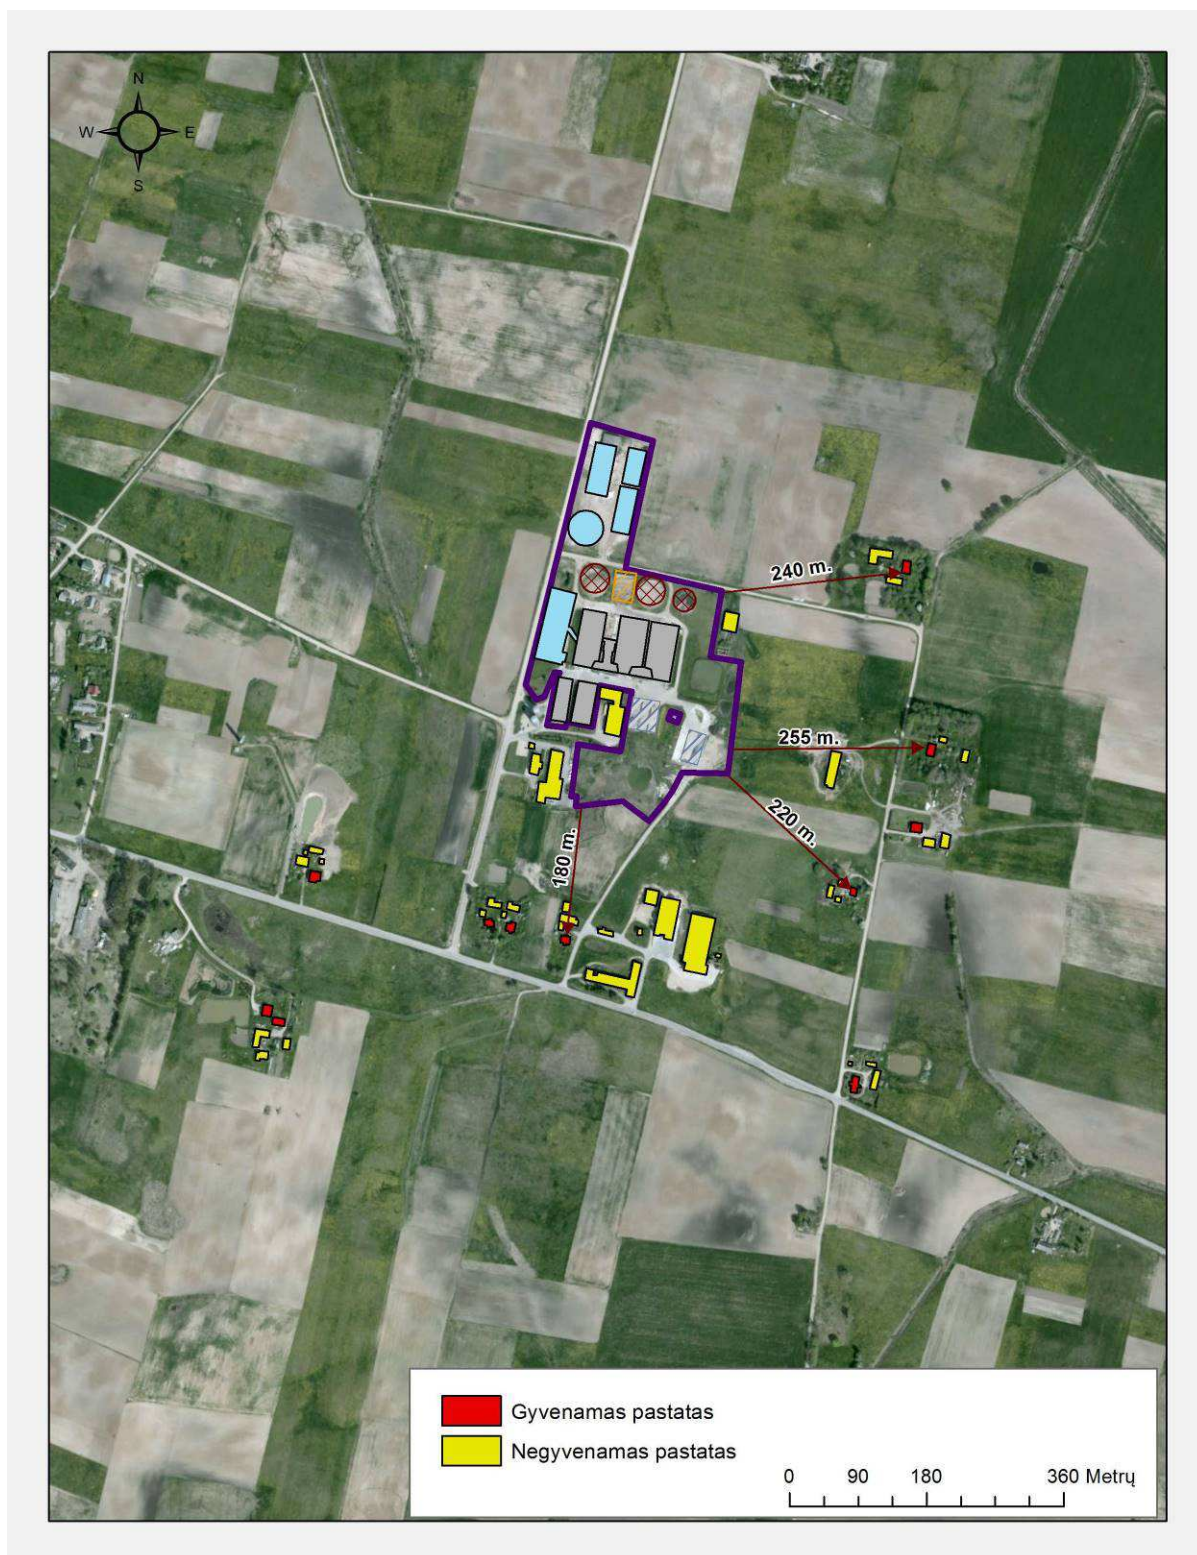 N
W E
S
240 m.
255 m.
220 m.
180 m.
Gyvenamas pastatas
Negyvenamas pastatas
0 90 180 360 Metrų